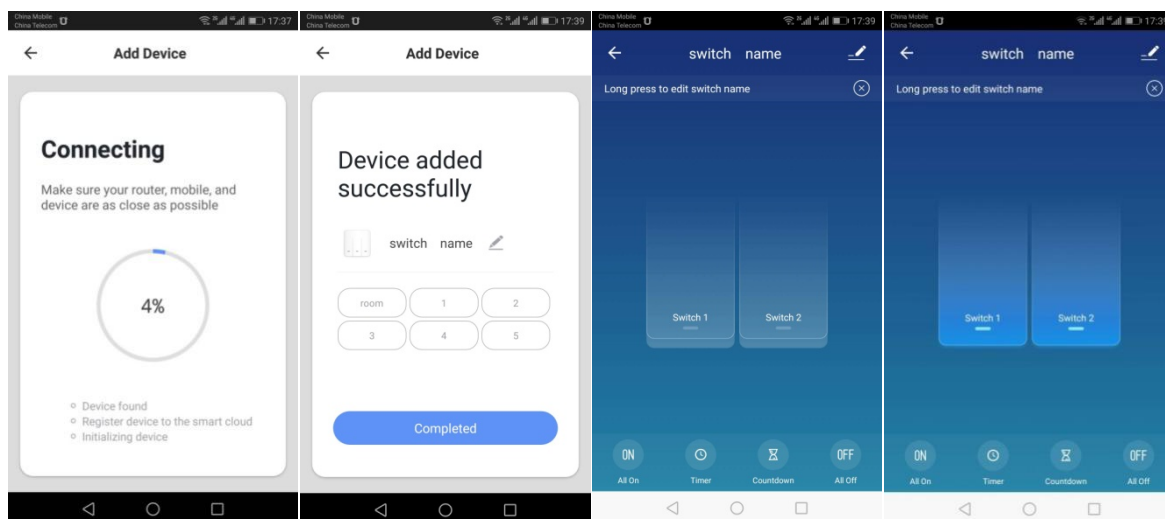 China Mobile
China Telecom
17:37
Add Device
Connecting
Make sure your router, mobile, and
device are as close as possible
4%
Device found
Register device to the smart cloud
Initializing device
China Mobile
China Telecom
17:39
Add Device
Device added
successfully
switch name
room 1 2
3 4 5
Completed
China Mobile
China Telecom
17:39
switch name
Long press to edit switch name
Switch 1 Switch 2
ON OFF
All On Timer Countdown All Off
China Mobile
China Telecom
17:39
switch name
Long press to edit switch name
Switch 1 Switch 2
ON OFF
All On Timer Countdown All Off